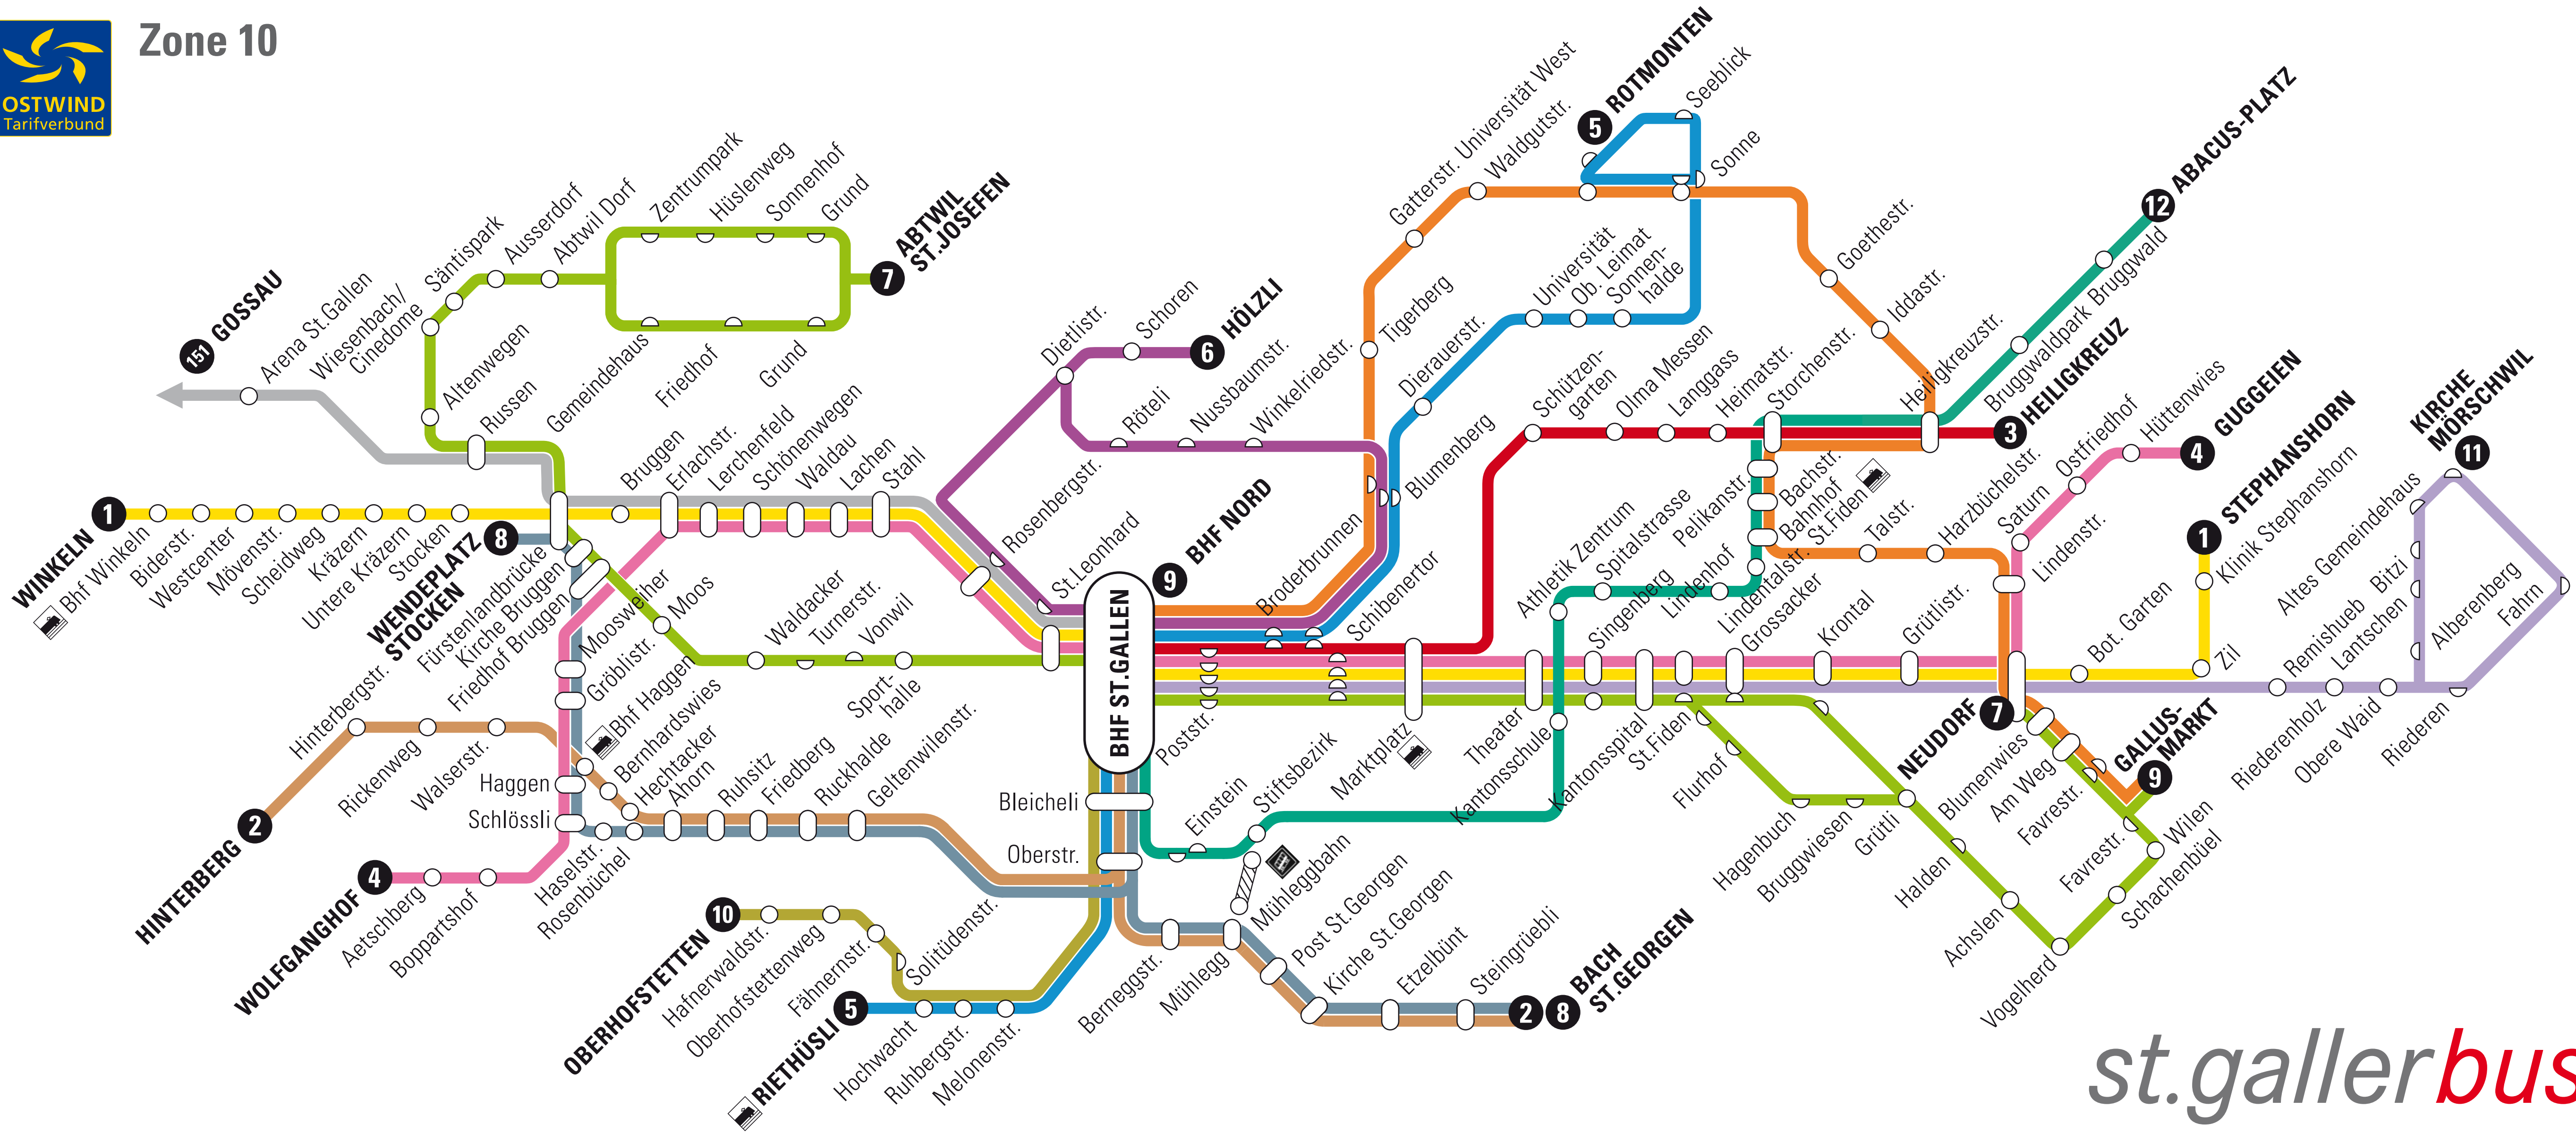 OSTWIND
Tarifverbund
Zone 10
151
GOSSAU
Arena St.Gallen
Wiesenbach/
Cinedome
Säntispark
Ausserdorf
Abtwil Dorf
Zentrumpark
Hüslenweg
Sonnenhof
Grund
7
ABTWIL
ST.JOSEFEN
Altenwegen
Russen
Gemeindehaus
Friedhof
Grund
WINKELN
1
Bhf Winkeln
Biderstr.
Westcenter
Mövenstr.
Scheidweg
Kräzern
Untere Kräzern
Stocken
WENDEPLATZ
STOCKEN
8
Fürstenlandbrücke
Kirche Bruggen
Friedhof Bruggen
Bruggen
Erlachstr.
Lerchenfeld
Schönenwegen
Waldau
Lachen
Stahl
Moosweiher
Gröblistr.
Moos
Bhf Haggen
Waldacker
Turnerstr.
Vonwil
Sport-
halle
Dietlistr.
Schoren
6
HÖLZLI
Röteli
Nussbaumstr.
Winkelriedstr.
Rosenbergstr.
St.Leonhard
BHF ST.GALLEN
9
BHF NORD
Hinterbergstr.
Rickenweg
Walserstr.
HINTERBERG
2
Haggen
Schlössli
Bernhardswies
Hechtacker
Ahorn
Ruhsitz
Friedberg
Ruckhalde
Geltenwilenstr.
Haselstr.
Rosenbüchel
WOLFGANGHOF
4
Aetschberg
Boppartshof
OBERHOFSTETTEN
10
Hafnerwaldstr.
Oberhofstettenweg
Fähnernstr.
Solitüdenstr.
RIETHÜSLI
5
Hochwacht
Ruhbergstr.
Melonenstr.
Bleicheli
Oberstr.
Einstein
Stiftsbezirk
Mühleggbahn
Berneggstr.
Mühlegg
Post St.Georgen
Kirche St.Georgen
Etzelbünt
Steingrüebli
2
8
BACH
ST.GEORGEN
Broderbrunnen
Schibenertor
Blumenberg
Poststr.
Marktplatz
Tigerberg
Gatterstr.
Universität West
Waldgutstr.
5
ROTMONTEN
Seeblick
Sonne
Dierauerstr.
Universität
Ob. Leimat
Sonnen-
halde
Goethestr.
Iddastr.
Schützen-
garten
Olma Messen
Langgass
Heimatstr.
Storchenstr.
Heiligkreuzstr.
3
HEILIGKREUZ
12
ABACUS-PLATZ
Bruggwald
Bruggwaldpark
Pelikanstr.
Bachstr.
Bahnhof
St.Fiden
Lindentalstr.
Lindenhof
Athletik Zentrum
Spitalstrasse
Singenberg
Grossacker
Krontal
Grütlistr.
Talstr.
Harzbüchelstr.
Saturn
Ostfriedhof
Hüttenwies
4
GUGGEIEN
Lindenstr.
Theater
Kantonsschule
Kantonsspital
St.Fiden
Flurhof
Hagenbuch
Bruggwiesen
Grütli
NEUDORF
7
Halden
Achslen
Vogelherd
Schachenbüel
Wilen
Favrestr.
Blumenwies
Am Weg
Favrestr.
GALLUS-
MARKT
9
Bot. Garten
Zil
Klinik Stephanshorn
1
STEPHANSHORN
Remishueb
Riederenholz
Lantschen
Obere Waid
Bitzi
Altes Gemeindehaus
KIRCHE
MÖRSCHWIL
11
Alberenberg
Fahrn
Riederen
st.gallerbus